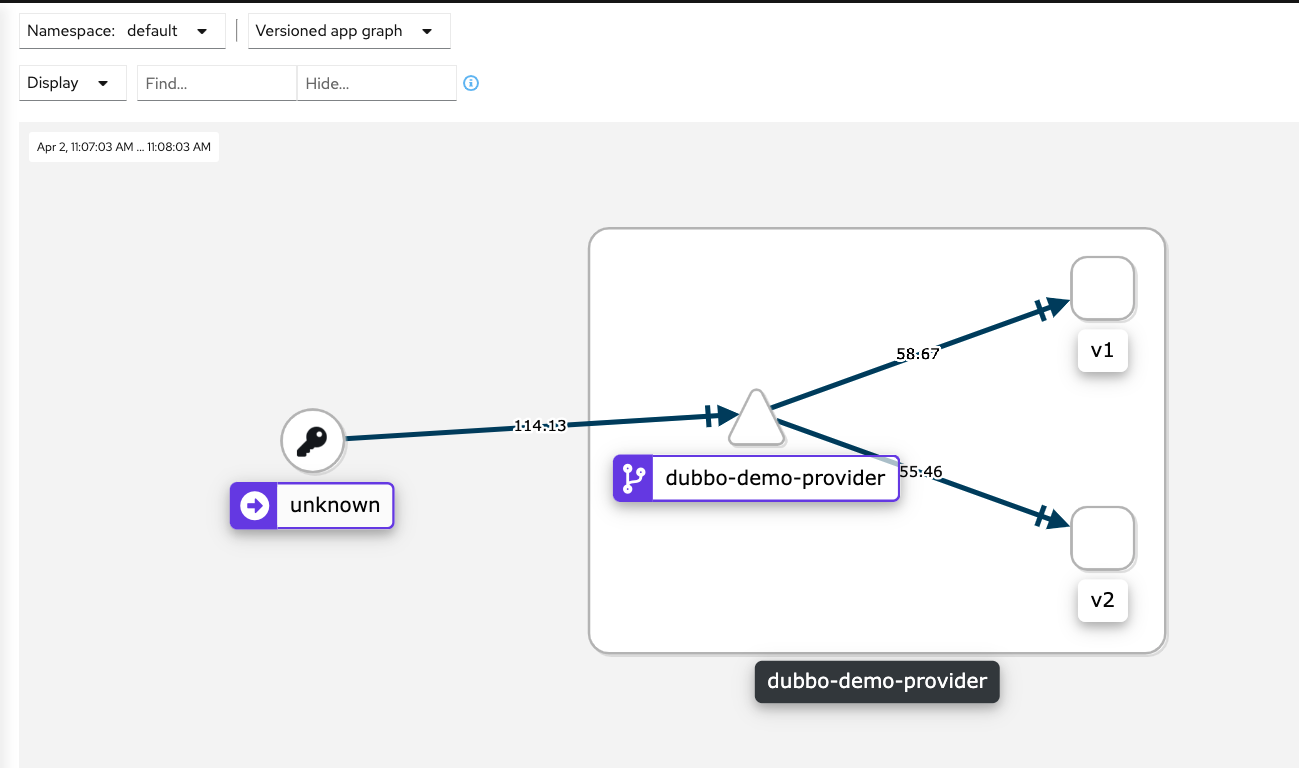 Namespace: default
Versioned app graph
Display
Find...
Hide...
Apr 2, 11:07:03 AM ... 11:08:03 AM
v1
58.67
114.13
dubbo-demo-provider
55.46
unknown
v2
dubbo-demo-provider